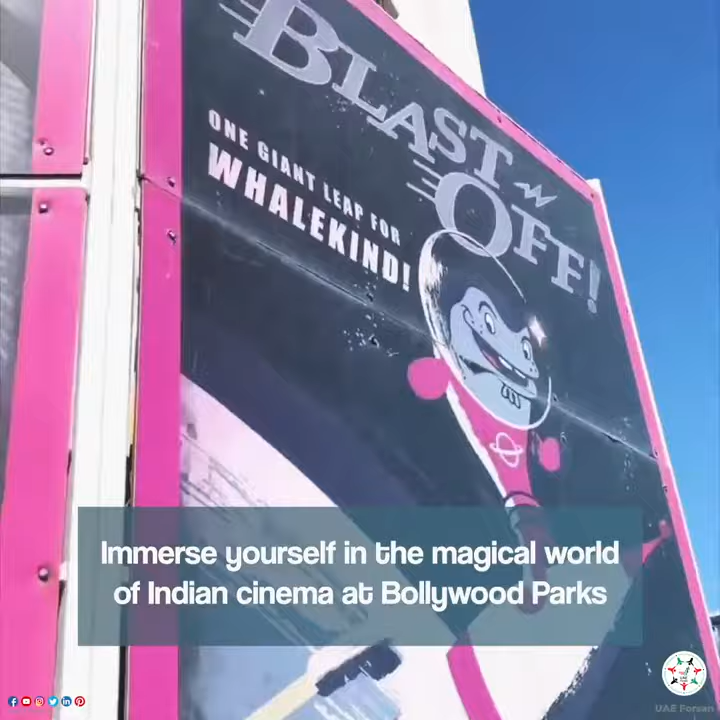 BLAST
OFF!
ONE GIANT LEAP FOR
WHALEKIND!
Immerse yourself in the magical world
of Indian cinema at Bollywood Parks
UAE Forsan